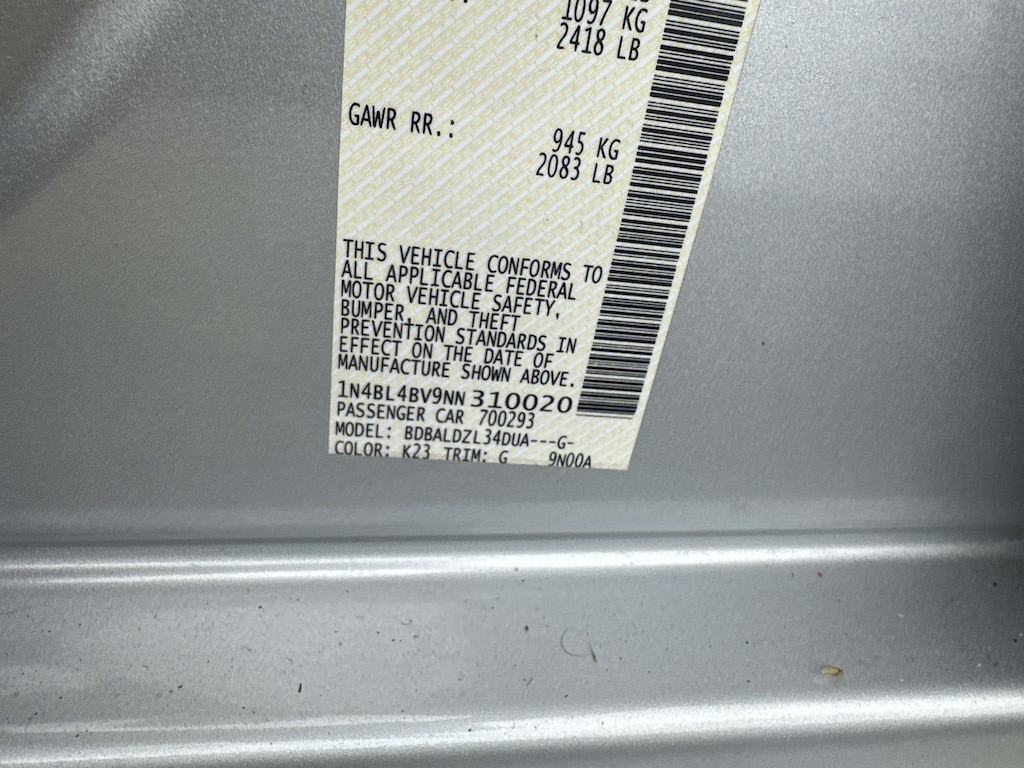 1097 KG
2418 LB
GAWR RR.:
945 KG
2083 LB
THIS VEHICLE CONFORMS TO
ALL APPLICABLE FEDERAL
MOTOR VEHICLE SAFETY,
BUMPER, AND THEFT
PREVENTION STANDARDS IN
EFFECT ON THE DATE OF
MANUFACTURE SHOWN ABOVE.
1N4BL4BV9NN310020
PASSENGER CAR 700293
MODEL: BDBALDZL34DUA---G-
COLOR: K23 TRIM: G 9N00A